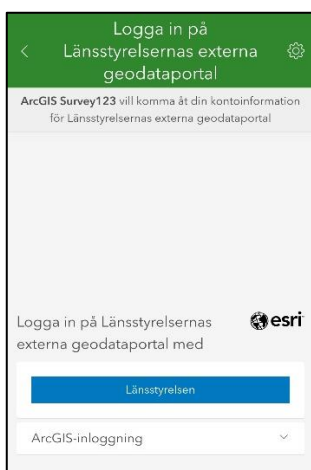 Logga in på
Länsstyrelsernas externa
geodataportal
ArcGIS Survey123 vill komma åt din kontoinformation
för Länsstyrelsernas externa geodataportal
Logga in på Länsstyrelsernas
externa geodataportal med
esri
Länsstyrelsen
ArcGIS-inloggning